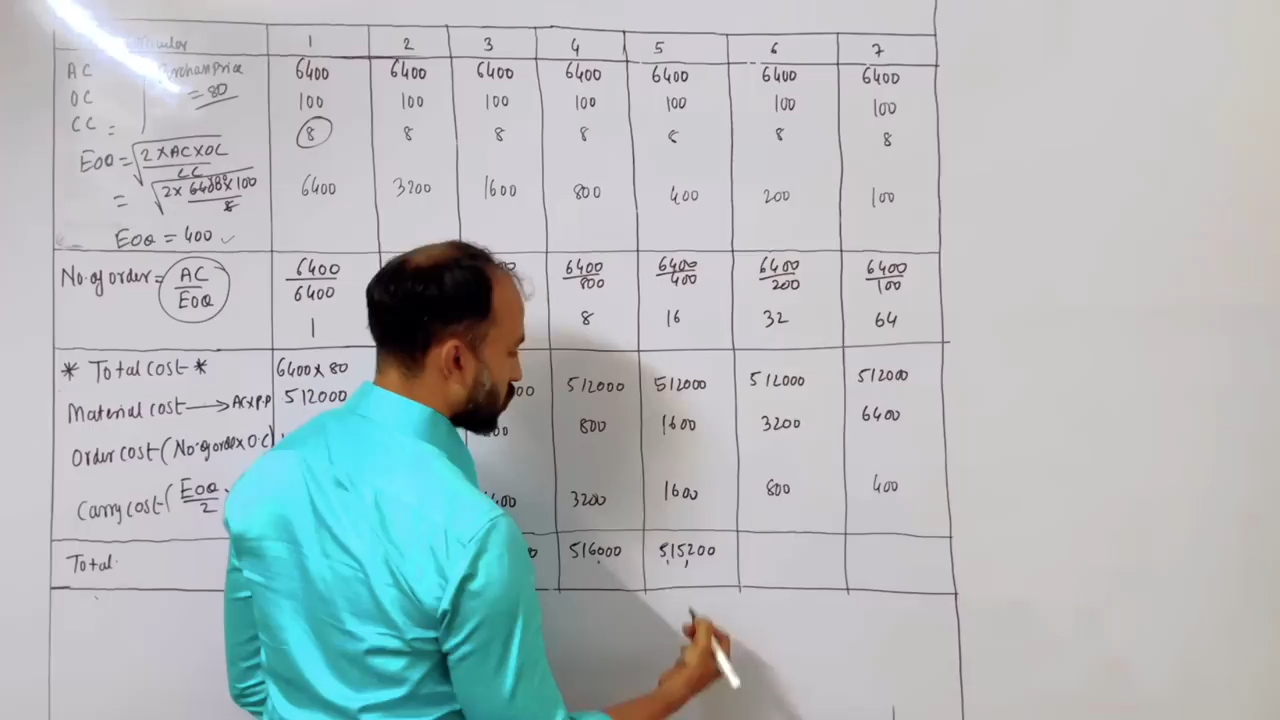 1 2 3 4 5 6 7
AC Purchase Price 6400 6400 6400 6400 6400 6400 6400
OC = 80 100 100 100 100 100 100 100
CC = 8 8 8 8 8 8 8
EOQ = √2 X AC X OC
CC
= √2 x 6400 x 100 6400 3200 1600 800 400 200 100
8
EOQ = 400 ✓
No. of order = AC 6400 6400 6400 6400 6400
EOQ 6400 800 400 200 100
1 8 16 32 64
* Total cost * 6400 x 80
Material cost → AC x P.P 512000 512000 512000 512000 512000
Order cost (No. of order x O.C) 800 1600 3200 6400
Carry cost ( EOQ 3200 1600 800 400
2
Total 516000 515200